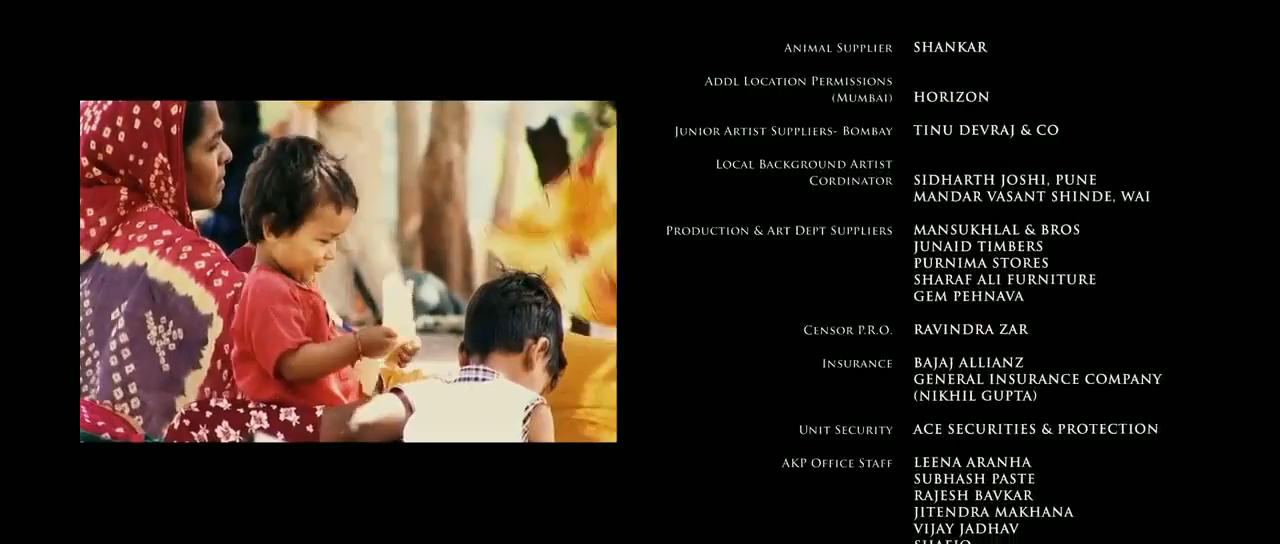 ANIMAL SUPPLIER SHANKAR
ADDL LOCATION PERMISSIONS
(MUMBAI) HORIZON
JUNIOR ARTIST SUPPLIERS- BOMBAY TINU DEVRAJ & CO
LOCAL BACKGROUND ARTIST
CORDINATOR SIDHARTH JOSHI, PUNE
MANDAR VASANT SHINDE, WAI
PRODUCTION & ART DEPT SUPPLIERS MANSUKHLAL & BROS
JUNAID TIMBERS
PURNIMA STORES
SHARAF ALI FURNITURE
GEM PEHNAVA
CENSOR P.R.O. RAVINDRA ZAR
INSURANCE BAJAJ ALLIANZ
GENERAL INSURANCE COMPANY
(NIKHIL GUPTA)
UNIT SECURITY ACE SECURITIES & PROTECTION
AKP OFFICE STAFF LEENA ARANHA
SUBHASH PASTE
RAJESH BAVKAR
JITENDRA MAKHANA
VIJAY JADHAV